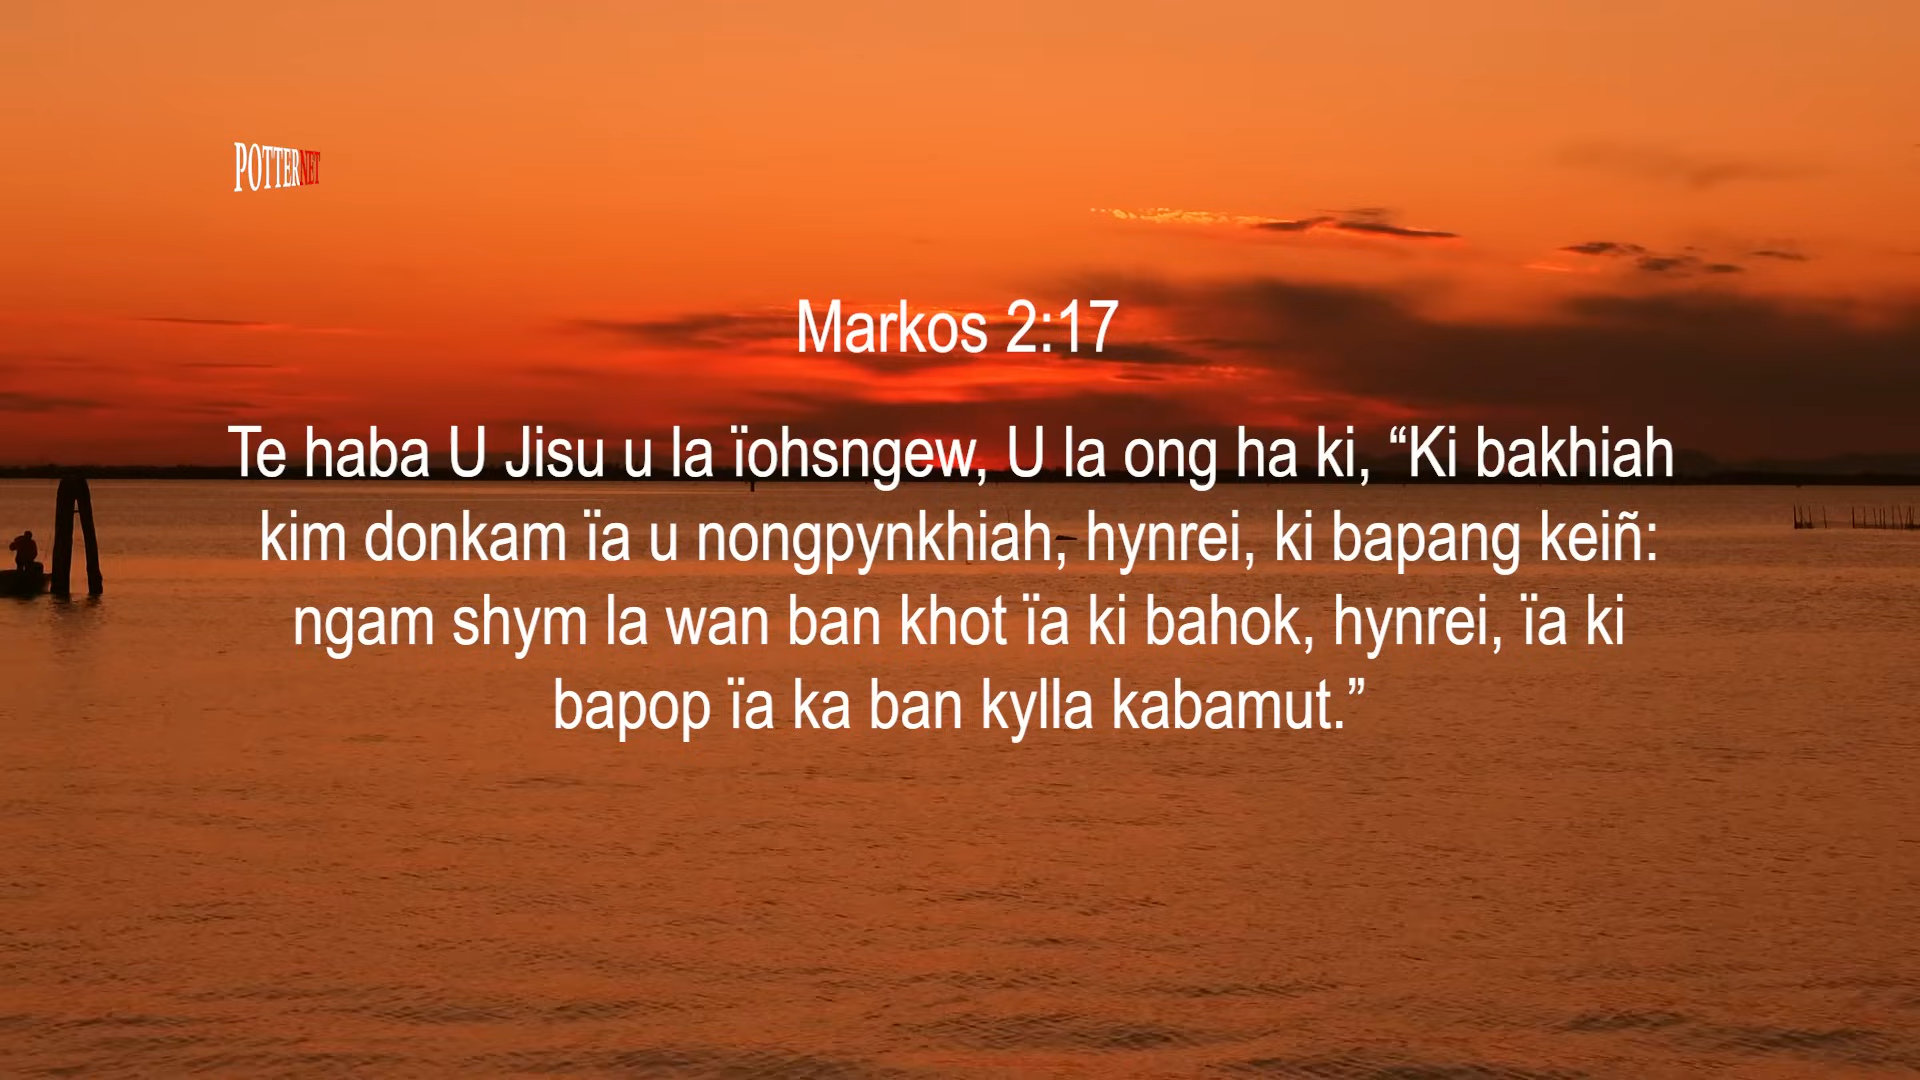 POTTERNET
Markos 2:17
Te haba U Jisu u la ïohsngew, U la ong ha ki, “Ki bakhiah
kim donkam ïa u nongpynkhiah, hynrei, ki bapang keiñ:
ngam shym la wan ban khot ïa ki bahok, hynrei, ïa ki
bapop ïa ka ban kylla kabamut.”